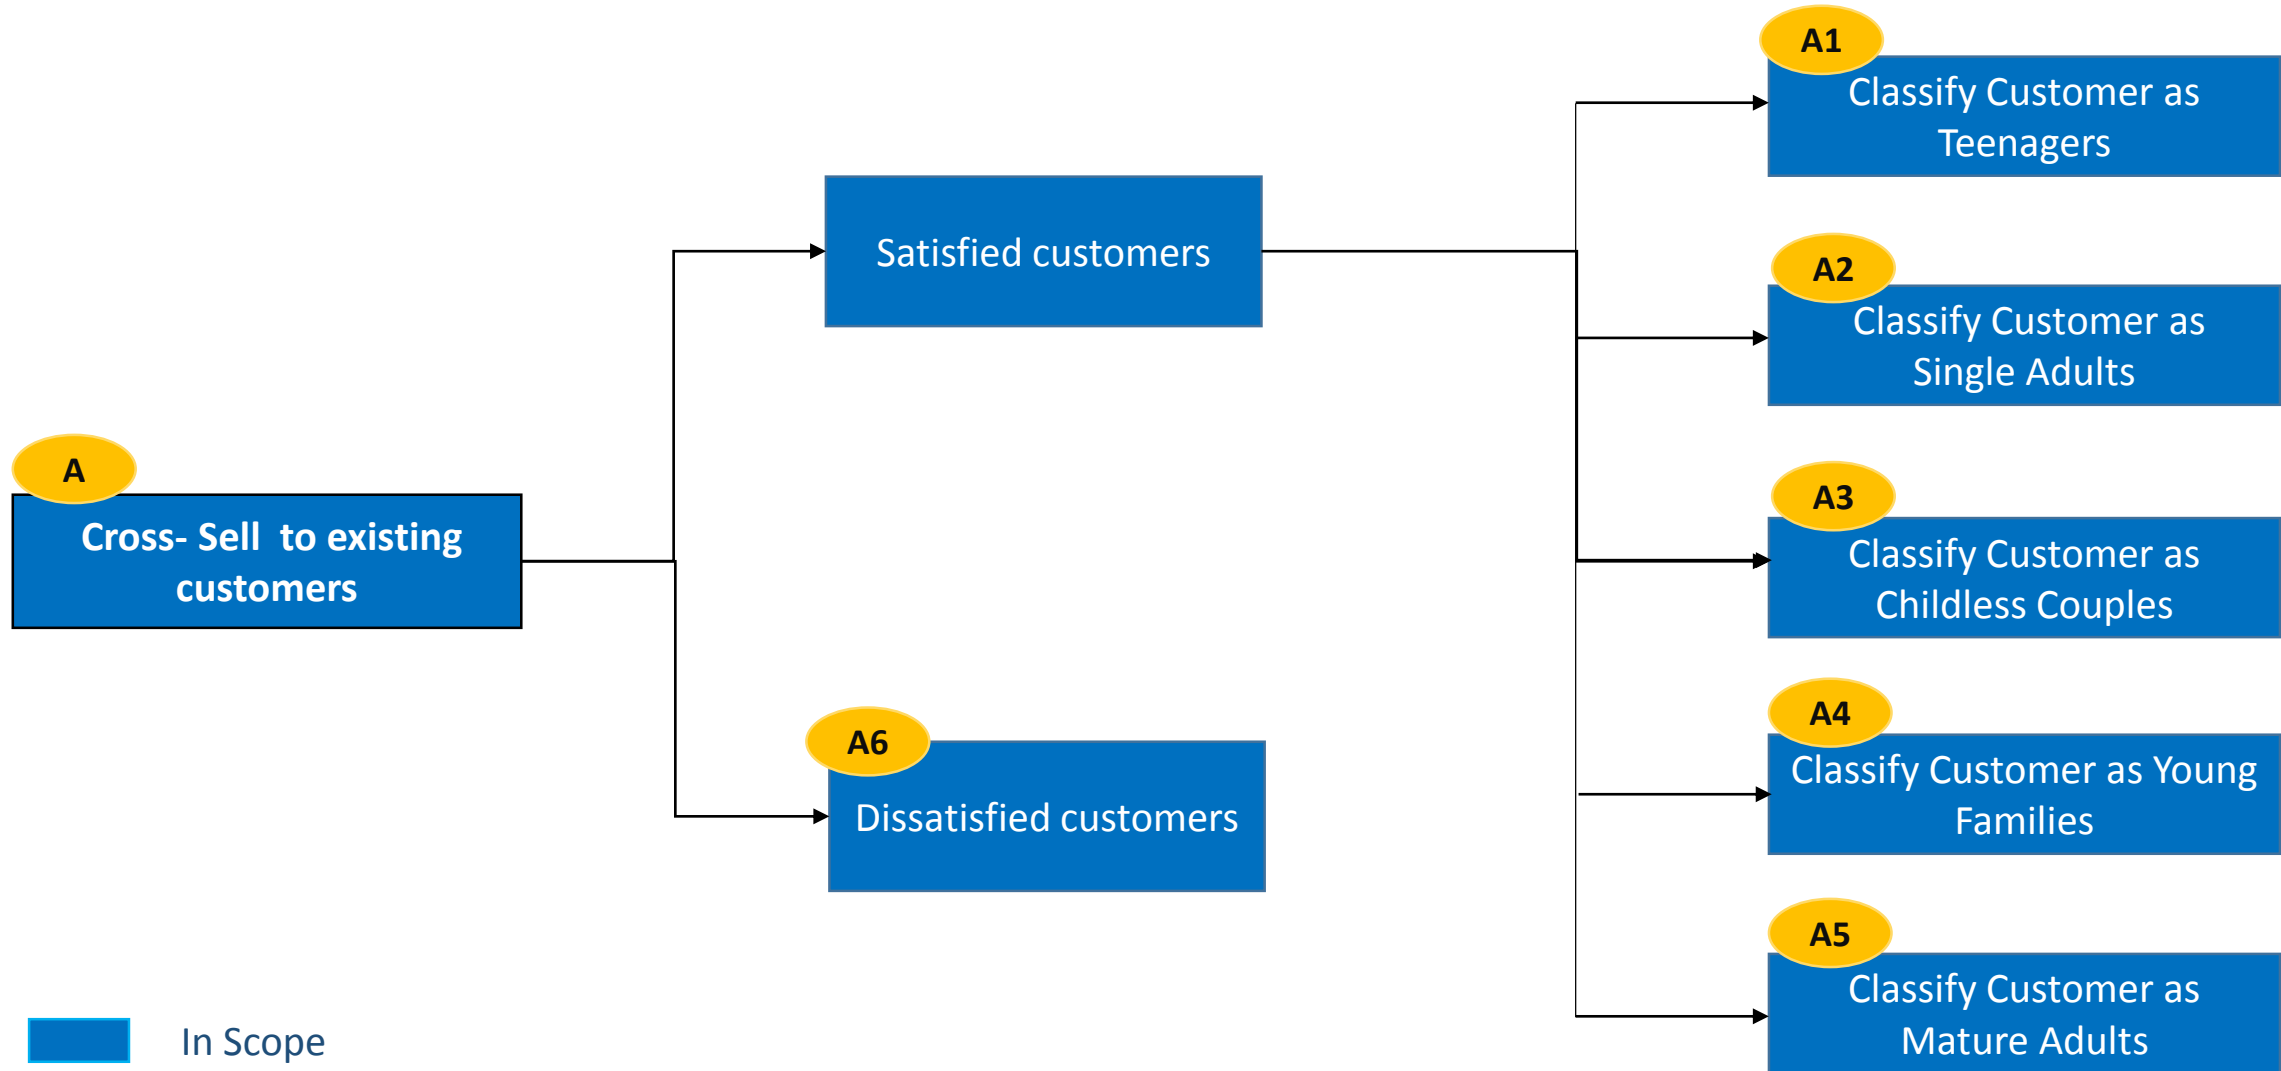 A
Cross- Sell  to existing
customers
Satisfied customers
A6
Dissatisfied customers
A1
Classify Customer as
Teenagers
A2
Classify Customer as
Single Adults
A3
Classify Customer as
Childless Couples
A4
Classify Customer as Young
Families
A5
Classify Customer as
Mature Adults
In Scope